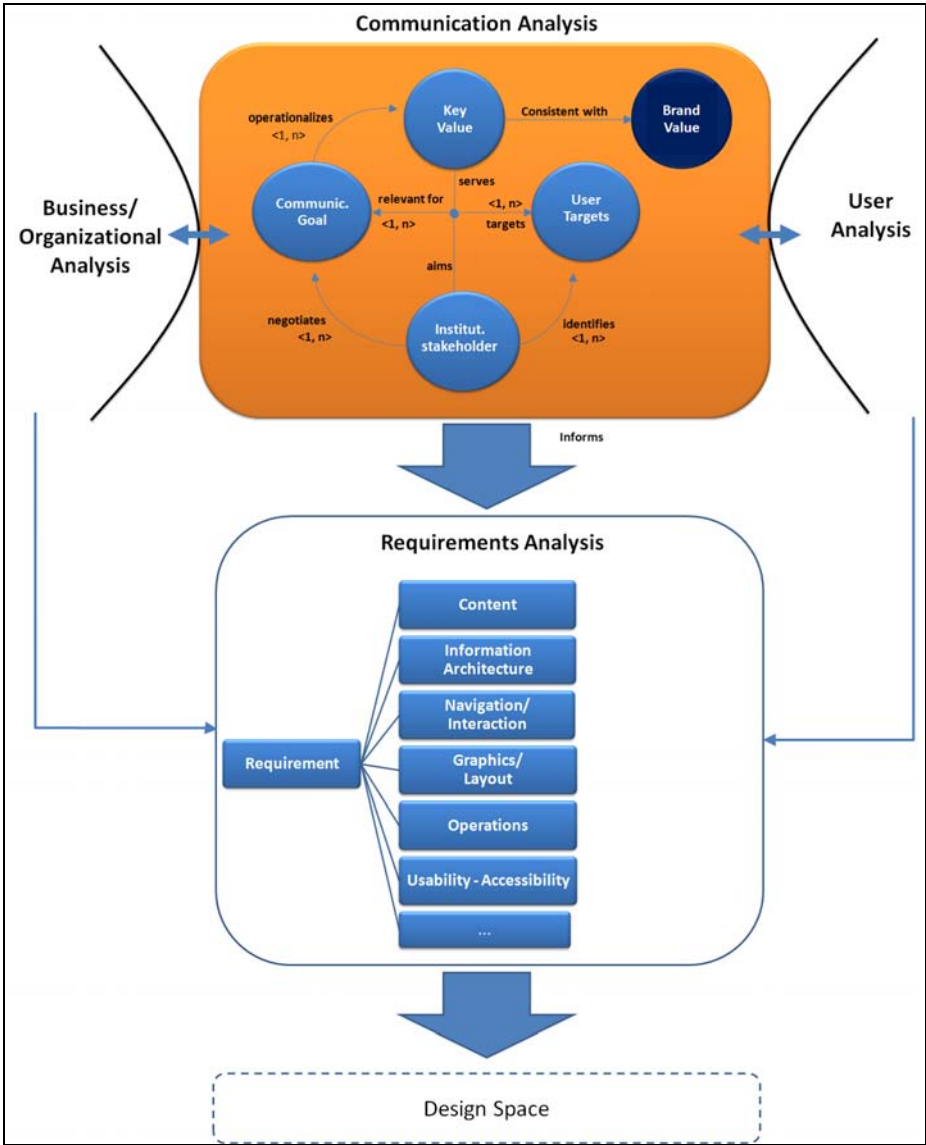 Communication Analysis
operationalizes
<1, n>
Key
Value
Consistent with
Brand
Value
serves
Communic.
Goal
relevant for
<1, n>
<1, n>
targets
User
Targets
Business/
Organizational
Analysis
User
Analysis
aims
negotiates
<1, n>
Institut.
stakeholder
identifies
<1, n>
Informs
Requirements Analysis
Content
Information
Architecture
Navigation/
Interaction
Requirement
Graphics/
Layout
Operations
Usability - Accessibility
...
Design Space